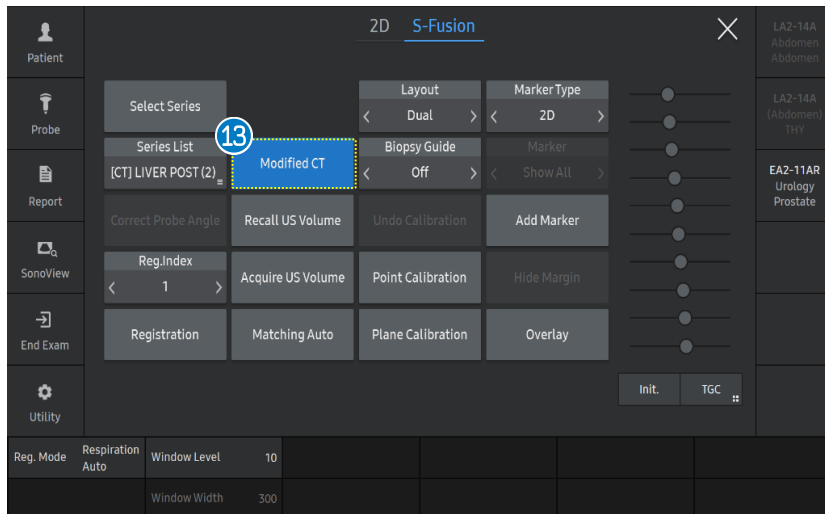 2D S-Fusion
Patient
Probe
Report
SonoView
End Exam
Utility
Select Series
Layout
Dual
Marker Type
2D
13
Series List
[CT] LIVER POST (2)
Modified CT
Biopsy Guide
Off
Marker
Show All
Correct Probe Angle
Recall US Volume
Undo Calibration
Add Marker
Reg.Index
1
Acquire US Volume
Point Calibration
Hide Margin
Registration
Matching Auto
Plane Calibration
Overlay
Init.
TGC
LA2-14A
Abdomen
Abdomen
LA2-14A
(Abdomen)
THY
EA2-11AR
Urology
Prostate
Reg. Mode
Respiration
Auto
Window Level 10
Window Width 300